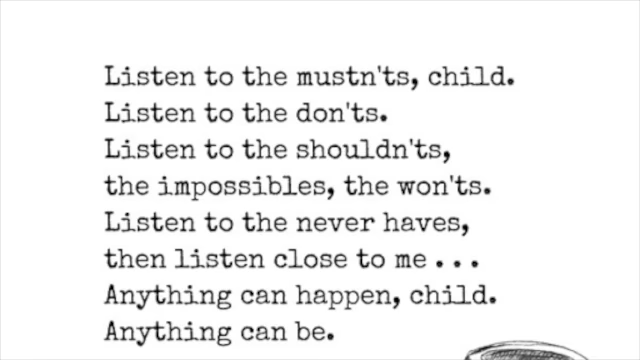 Listen to the mustn'ts, child.
Listen to the don'ts.
Listen to the shouldn'ts,
the impossibles, the won'ts.
Listen to the never haves,
then listen close to me . . .
Anything can happen, child.
Anything can be.